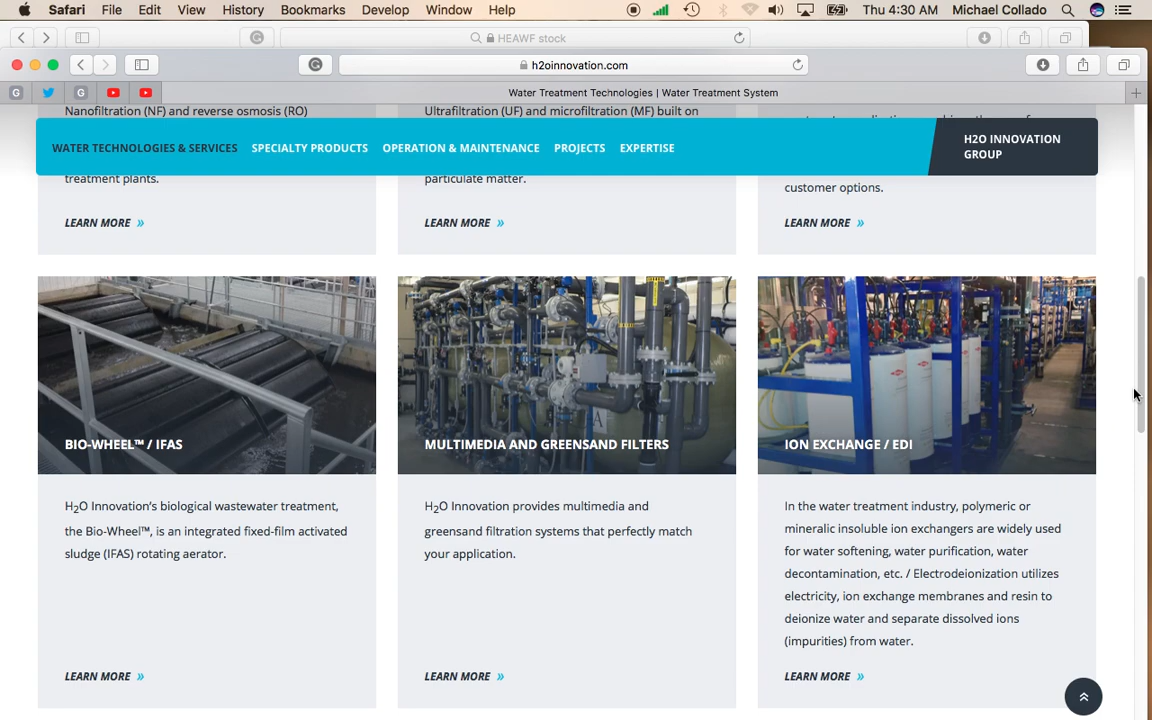 Safari File Edit View History Bookmarks Develop Window Help Thu 4:30 AM Michael Collado
HEAWF stock
h2oinnovation.com
G G Water Treatment Technologies | Water Treatment System
Nanofiltration (NF) and reverse osmosis (RO)
Ultrafiltration (UF) and microfiltration (MF) built on
WATER TECHNOLOGIES & SERVICES SPECIALTY PRODUCTS OPERATION & MAINTENANCE PROJECTS EXPERTISE
H2O INNOVATION
GROUP
treatment plants.
particulate matter.
customer options.
LEARN MORE »
LEARN MORE »
LEARN MORE »
BIO-WHEEL™ / IFAS
H2O Innovation's biological wastewater treatment,
the Bio-Wheel™, is an integrated fixed-film activated
sludge (IFAS) rotating aerator.
LEARN MORE »
MULTIMEDIA AND GREENSAND FILTERS
H2O Innovation provides multimedia and
greensand filtration systems that perfectly match
your application.
LEARN MORE »
ION EXCHANGE / EDI
In the water treatment industry, polymeric or
mineralic insoluble ion exchangers are widely used
for water softening, water purification, water
decontamination, etc. / Electrodeionization utilizes
electricity, ion exchange membranes and resin to
deionize water and separate dissolved ions
(impurities) from water.
LEARN MORE »